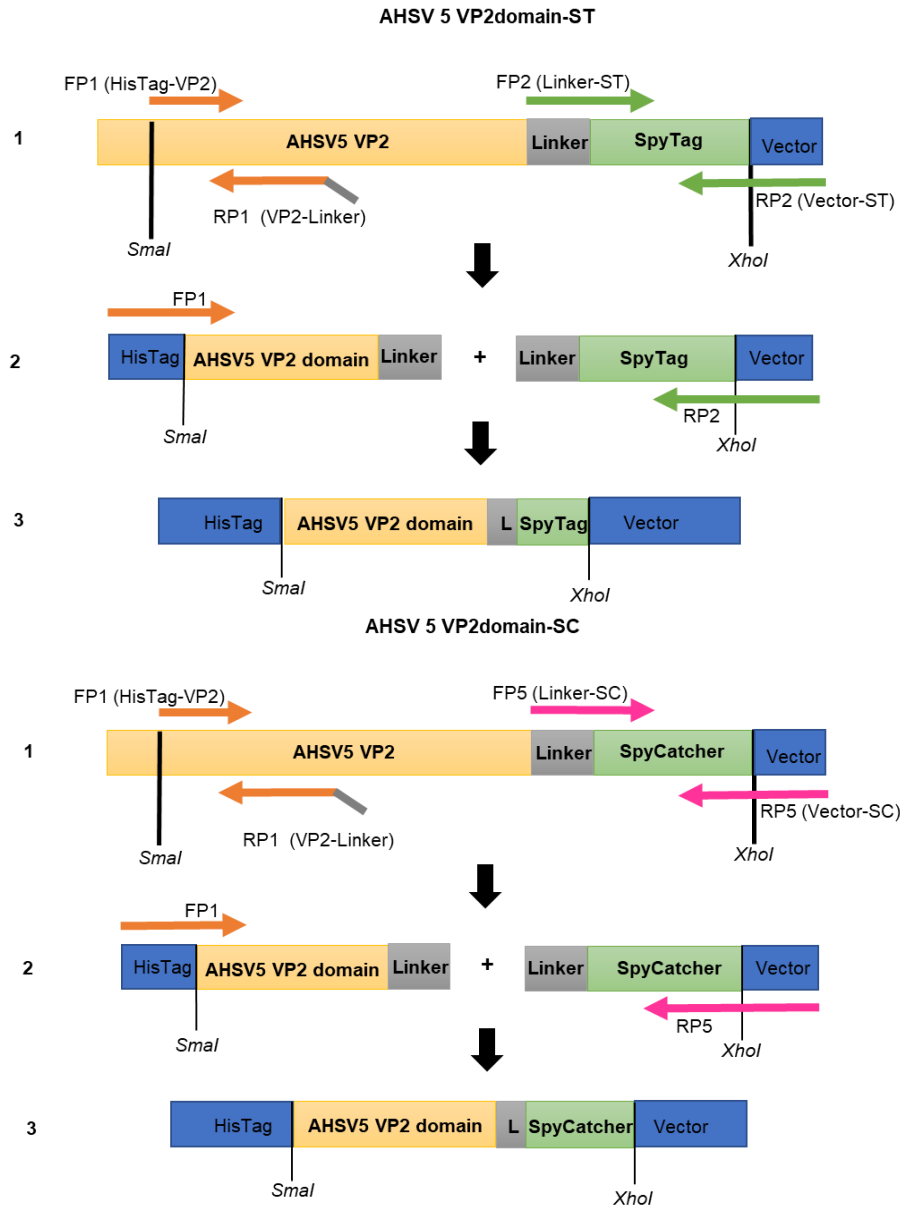 AHSV 5 VP2domain-ST
FP1 (HisTag-VP2)
FP2 (Linker-ST)
1
AHSV5 VP2
Linker
SpyTag
Vector
RP1 (VP2-Linker)
RP2 (Vector-ST)
SmaI
XhoI
FP1
2
HisTag
AHSV5 VP2 domain
Linker
+
Linker
SpyTag
Vector
RP2
SmaI
XhoI
3
HisTag
AHSV5 VP2 domain
L
SpyTag
Vector
SmaI
XhoI
AHSV 5 VP2domain-SC
FP1 (HisTag-VP2)
FP5 (Linker-SC)
1
AHSV5 VP2
Linker
SpyCatcher
Vector
RP1 (VP2-Linker)
RP5 (Vector-SC)
SmaI
XhoI
FP1
2
HisTag
AHSV5 VP2 domain
Linker
+
Linker
SpyCatcher
Vector
RP5
SmaI
XhoI
3
HisTag
AHSV5 VP2 domain
L
SpyCatcher
Vector
SmaI
XhoI